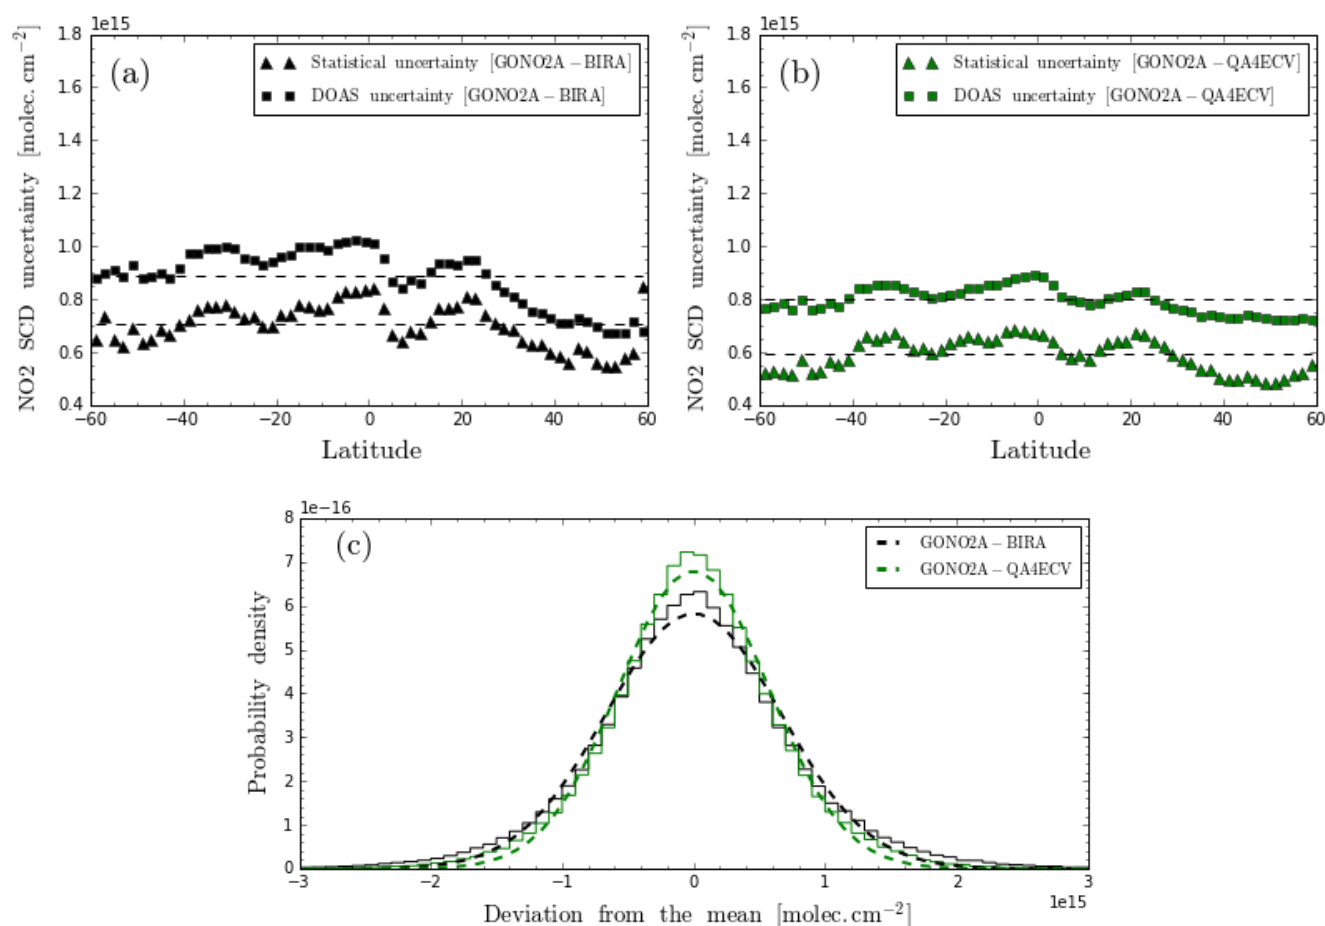 1e15
NO2 SCD uncertainty [molec. cm−2]
1.8
1.6
1.4
1.2
1.0
0.8
0.6
0.4
(a)
Statistical uncertainty [GONO2A − BIRA]
DOAS uncertainty [GONO2A − BIRA]
−60 −40 −20 0 20 40 60
Latitude
1e15
NO2 SCD uncertainty [molec. cm−2]
1.8
1.6
1.4
1.2
1.0
0.8
0.6
0.4
(b)
Statistical uncertainty [GONO2A − QA4ECV]
DOAS uncertainty [GONO2A − QA4ECV]
−60 −40 −20 0 20 40 60
Latitude
1e−16
Probability density
8
7
6
5
4
3
2
1
0
(c)
GONO2A − BIRA
GONO2A − QA4ECV
−3 −2 −1 0 1 2 3
1e15
Deviation from the mean [molec. cm−2]